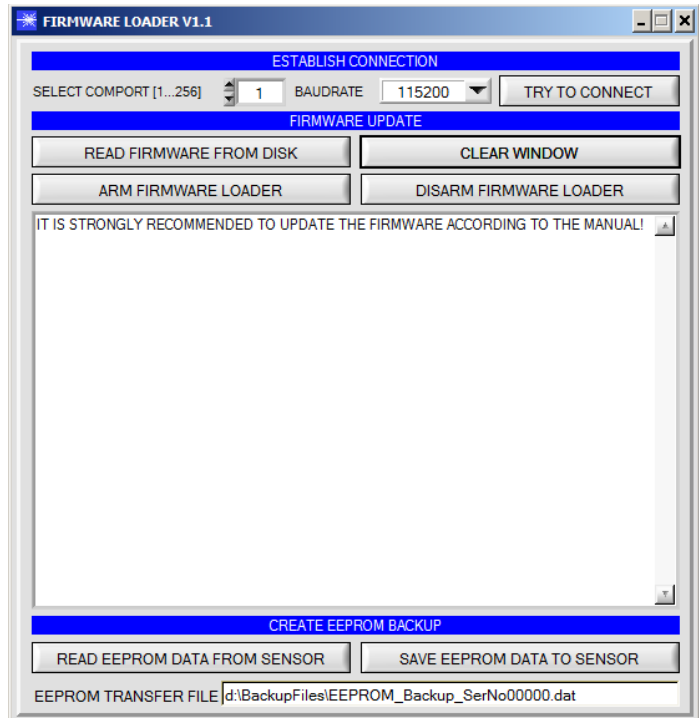 FIRMWARE LOADER V1.1
ESTABLISH CONNECTION
SELECT COMPORT [1...256] 1 BAUDRATE 115200 TRY TO CONNECT
FIRMWARE UPDATE
READ FIRMWARE FROM DISK CLEAR WINDOW
ARM FIRMWARE LOADER DISARM FIRMWARE LOADER
IT IS STRONGLY RECOMMENDED TO UPDATE THE FIRMWARE ACCORDING TO THE MANUAL!
CREATE EEPROM BACKUP
READ EEPROM DATA FROM SENSOR SAVE EEPROM DATA TO SENSOR
EEPROM TRANSFER FILE d:\BackupFiles\EEPROM_Backup_SerNo00000.dat